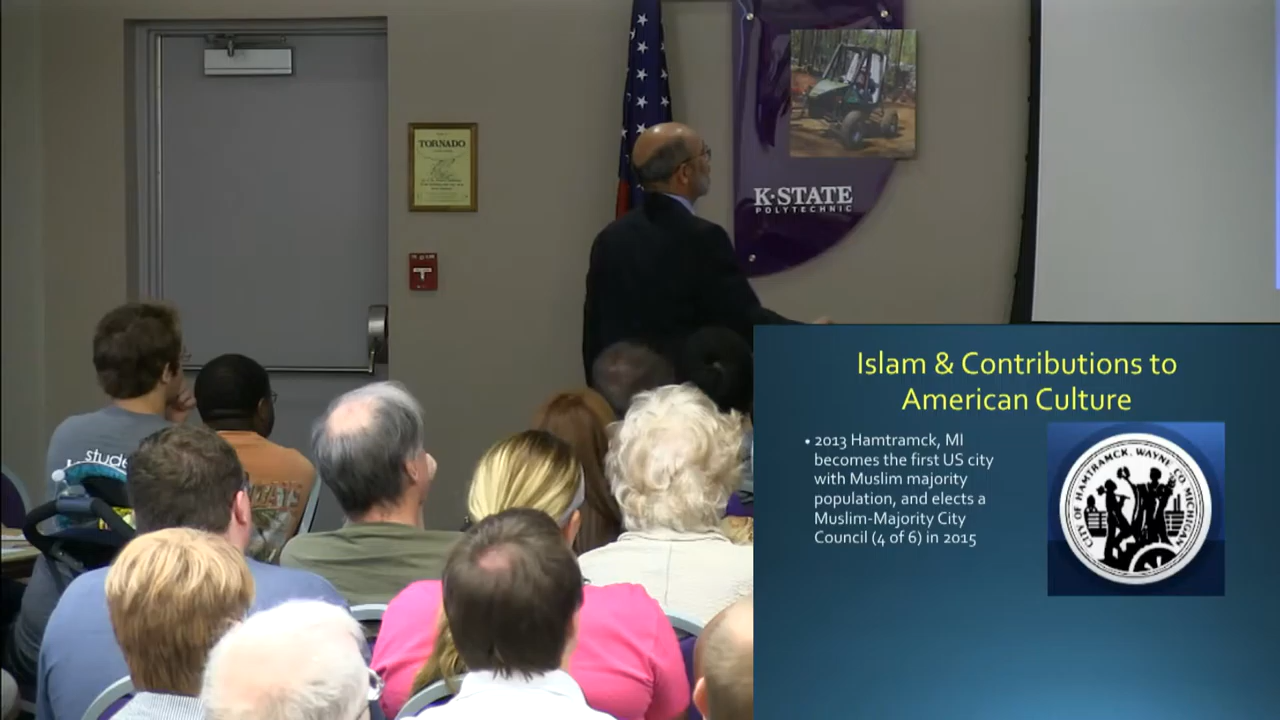 TORNADO
K·STATE
POLYTECHNIC
stude
Islam & Contributions to
American Culture
• 2013 Hamtramck, MI
becomes the first US city
with Muslim majority
population, and elects a
Muslim-Majority City
Council (4 of 6) in 2015
CITY OF HAMTRAMCK, WAYNE CO. MICHIGAN